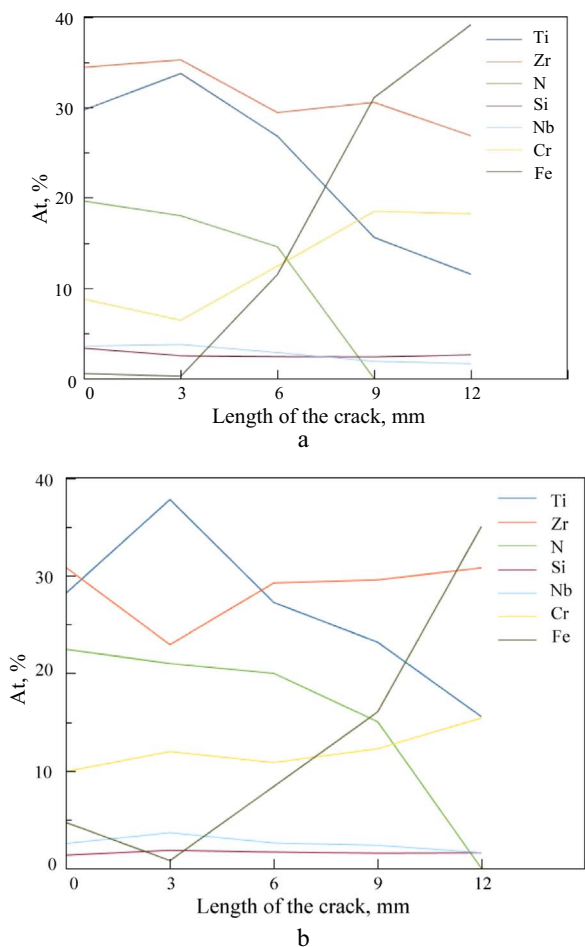 40
30
20
10
0
At, %
Ti
Zr
N
Si
Nb
Cr
Fe
0 3 6 9 12
Length of the crack, mm
a
40
30
20
10
0
At, %
Ti
Zr
N
Si
Nb
Cr
Fe
0 3 6 9 12
Length of the crack, mm
b